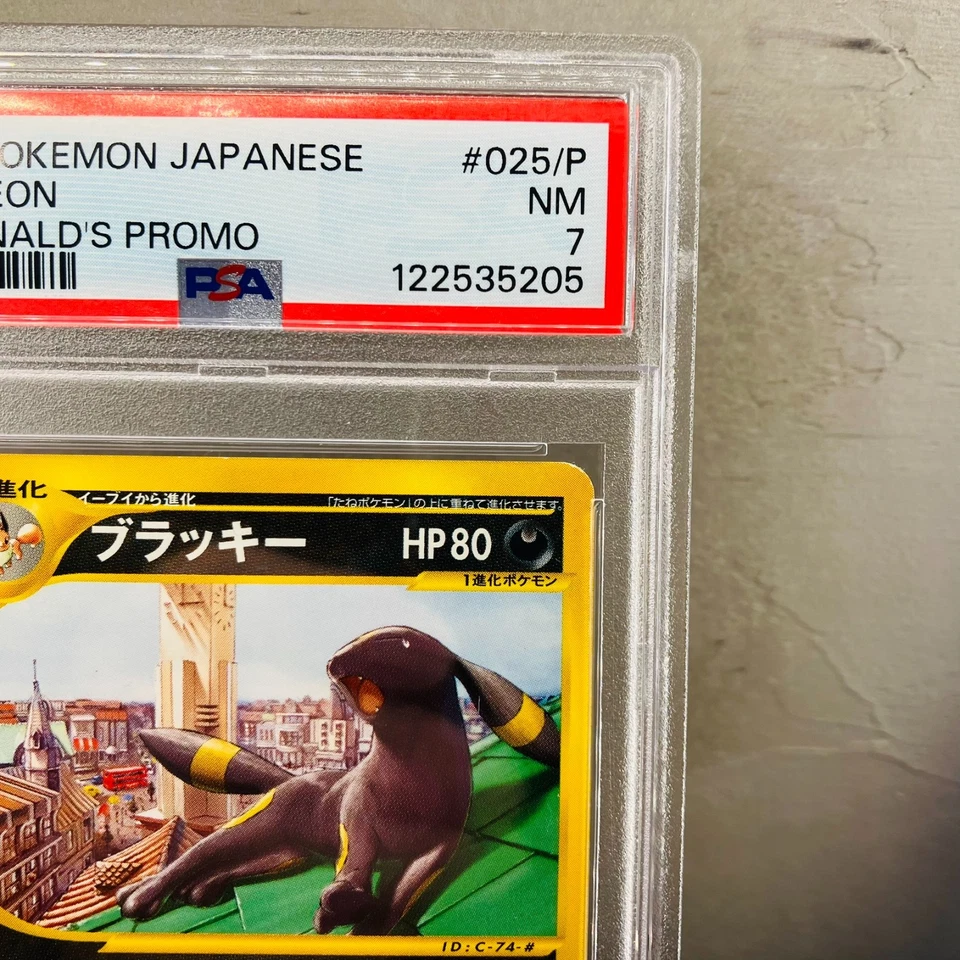 OKEMON JAPANESE #025/P
EON NM
NALD'S PROMO 7
PSA 122535205
進化
イーブイから進化 「たねポケモン」の上に重ねて進化させます。
ブラッキー HP80
1進化ポケモン
ID:C-74-#